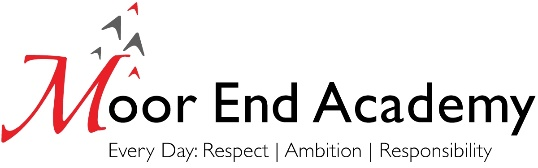 Moor End Academy
Every Day: Respect | Ambition | Responsibility